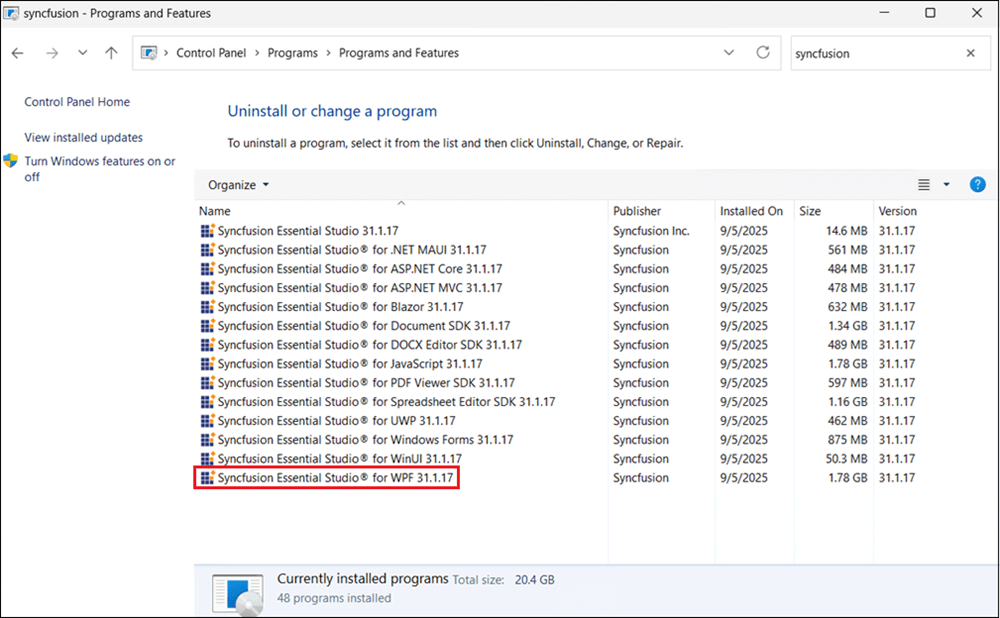 syncfusion - Programs and Features
Control Panel > Programs > Programs and Features
syncfusion
Control Panel Home
View installed updates
Turn Windows features on or
off
Uninstall or change a program
To uninstall a program, select it from the list and then click Uninstall, Change, or Repair.
Organize
Name Publisher Installed On Size Version
Syncfusion Essential Studio 31.1.17 Syncfusion Inc. 9/5/2025 14.6 MB 31.1.17
Syncfusion Essential Studio® for .NET MAUI 31.1.17 Syncfusion 9/5/2025 561 MB 31.1.17
Syncfusion Essential Studio® for ASP.NET Core 31.1.17 Syncfusion 9/5/2025 484 MB 31.1.17
Syncfusion Essential Studio® for ASP.NET MVC 31.1.17 Syncfusion 9/5/2025 478 MB 31.1.17
Syncfusion Essential Studio® for Blazor 31.1.17 Syncfusion 9/5/2025 632 MB 31.1.17
Syncfusion Essential Studio® for Document SDK 31.1.17 Syncfusion 9/5/2025 1.34 GB 31.1.17
Syncfusion Essential Studio® for DOCX Editor SDK 31.1.17 Syncfusion 9/5/2025 489 MB 31.1.17
Syncfusion Essential Studio® for JavaScript 31.1.17 Syncfusion 9/5/2025 1.78 GB 31.1.17
Syncfusion Essential Studio® for PDF Viewer SDK 31.1.17 Syncfusion 9/5/2025 597 MB 31.1.17
Syncfusion Essential Studio® for Spreadsheet Editor SDK 31.1.17 Syncfusion 9/5/2025 1.16 GB 31.1.17
Syncfusion Essential Studio® for UWP 31.1.17 Syncfusion 9/5/2025 462 MB 31.1.17
Syncfusion Essential Studio® for Windows Forms 31.1.17 Syncfusion 9/5/2025 875 MB 31.1.17
Syncfusion Essential Studio® for WinUI 31.1.17 Syncfusion 9/5/2025 50.3 MB 31.1.17
Syncfusion Essential Studio® for WPF 31.1.17 Syncfusion 9/5/2025 1.78 GB 31.1.17
Currently installed programs Total size: 20.4 GB
48 programs installed